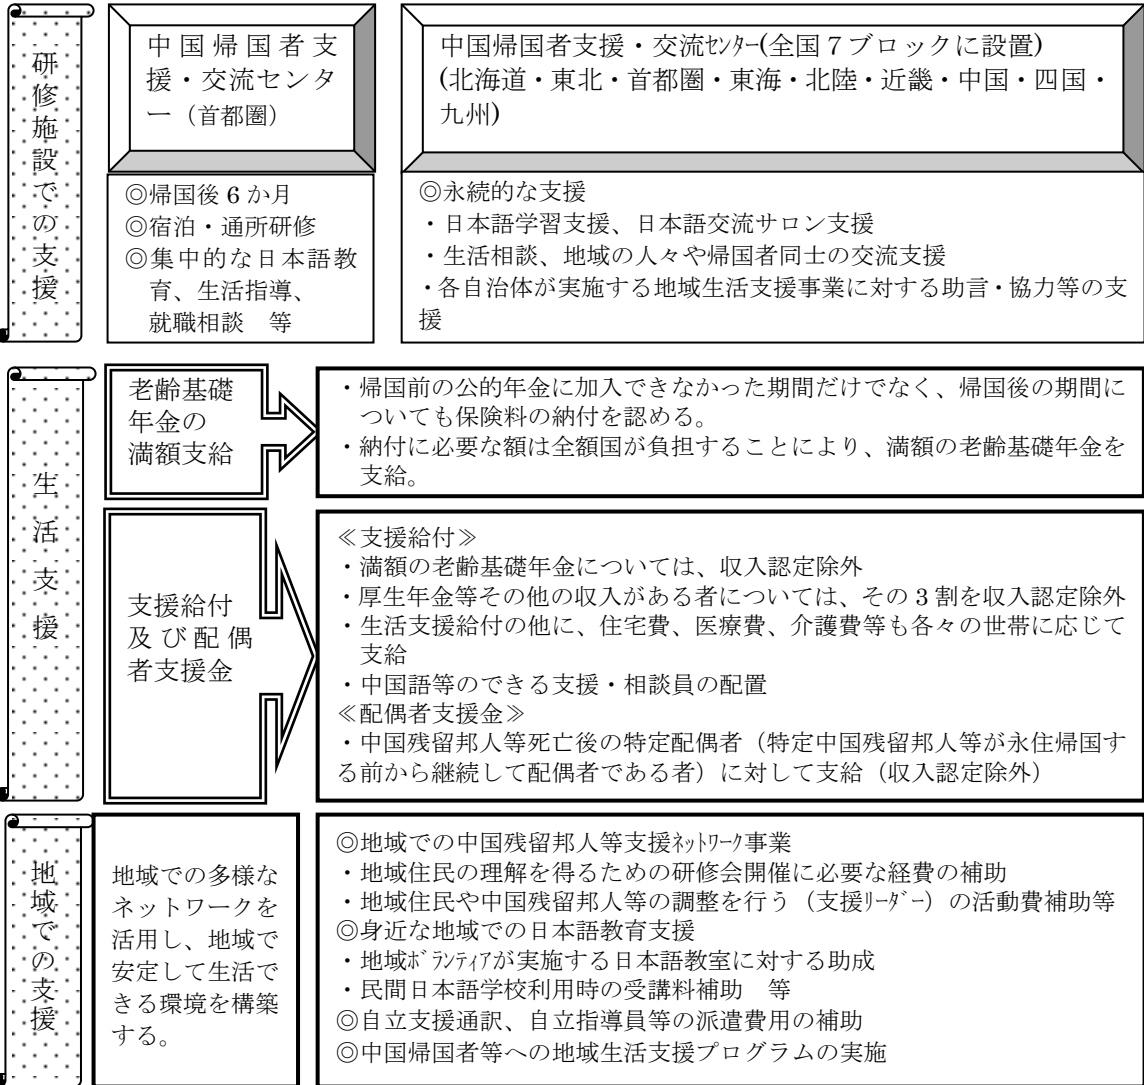 研修施設での支援
中国帰国者支
援・交流センタ
ー（首都圏）
◎帰国後6か月
◎宿泊・通所研修
◎集中的な日本語教
育、生活指導、
就職相談　等
中国帰国者支援・交流ｾﾝﾀｰ(全国７ブロックに設置)
(北海道・東北・首都圏・東海・北陸・近畿・中国・四国・
九州)
◎永続的な支援
・日本語学習支援、日本語交流サロン支援
・生活相談、地域の人々や帰国者同士の交流支援
・各自治体が実施する地域生活支援事業に対する助言・協力等の支
援
生活支援
老齢基礎
年金の
満額支給
・帰国前の公的年金に加入できなかった期間だけでなく、帰国後の期間に
ついても保険料の納付を認める。
・納付に必要な額は全額国が負担することにより、満額の老齢基礎年金を
支給。
支援給付
及び配偶
者支援金
≪支援給付≫
・満額の老齢基礎年金については、収入認定除外
・厚生年金等その他の収入がある者については、その3割を収入認定除外
・生活支援給付の他に、住宅費、医療費、介護費等も各々の世帯に応じて
支給
・中国語等のできる支援・相談員の配置
≪配偶者支援金≫
・中国残留邦人等死亡後の特定配偶者（特定中国残留邦人等が永住帰国す
る前から継続して配偶者である者）に対して支給（収入認定除外）
地域での支援
地域での多様な
ネットワークを
活用し、地域で
安定して生活で
きる環境を構築
する。
◎地域での中国残留邦人等支援ﾈｯﾄﾜｰｸ事業
・地域住民の理解を得るための研修会開催に必要な経費の補助
・地域住民や中国残留邦人等の調整を行う（支援ﾘｰﾀﾞｰ）の活動費補助等
◎身近な地域での日本語教育支援
・地域ﾎﾞﾗﾝﾃｨｱが実施する日本語教室に対する助成
・民間日本語学校利用時の受講料補助　等
◎自立支援通訳、自立指導員等の派遣費用の補助
◎中国帰国者等への地域生活支援プログラムの実施